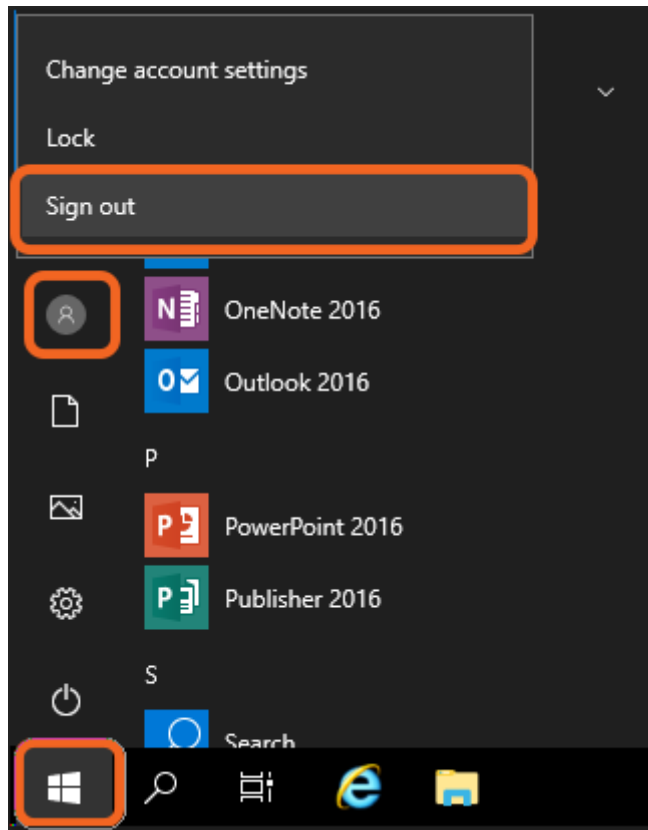 Change account settings
Lock
Sign out
OneNote 2016
Outlook 2016
P
PowerPoint 2016
Publisher 2016
S
Search